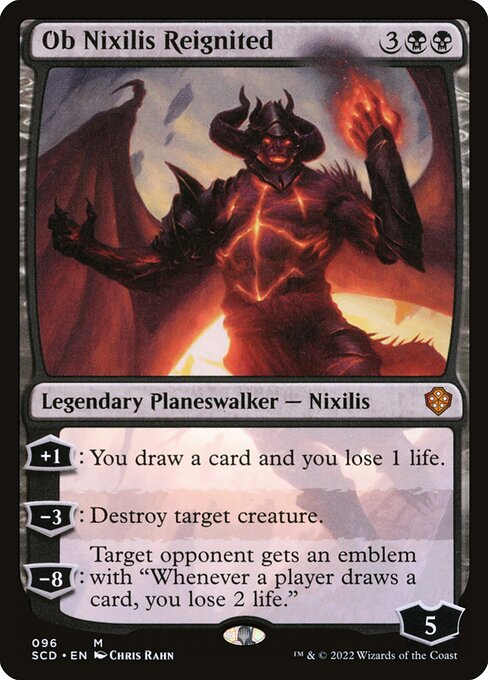 Ob Nixilis Reignited 3
Legendary Planeswalker — Nixilis
+1: You draw a card and you lose 1 life.
−3: Destroy target creature.
Target opponent gets an emblem
−8: with “Whenever a player draws a
card, you lose 2 life.”
5
096 M
SCD • EN Chris Rahn ™ & © 2022 Wizards of the Coast